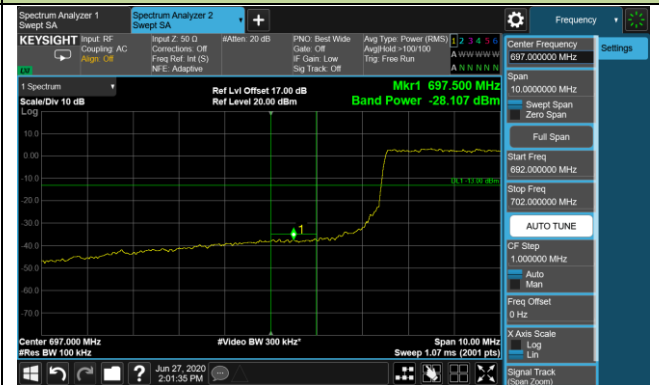 Spectrum Analyzer 1
Swept SA
Spectrum Analyzer 2
Swept SA
+
Frequency
KEYSIGHT
Input: RF
Coupling: AC
Align: Off
Input Z: 50 Ω
Corrections: Off
Freq Ref: Int (S)
NFE: Adaptive
#Atten: 20 dB
PNO: Best Wide
Gate: Off
IF Gain: Low
Sig Track: Off
Avg Type: Power (RMS)
Avg|Hold:>100/100
Trig: Free Run
1 2 3 4 5 6
A W W W W W
A N N N N N
1 Spectrum
Scale/Div 10 dB
Log
Ref Lvl Offset 17.00 dB
Ref Level 20.00 dBm
Mkr1 697.500 MHz
Band Power -28.107 dBm
10.0
0.00
-10.0
-20.0
-30.0
-40.0
-50.0
-60.0
-70.0
DL1 -13.00 dBm
1
Center 697.000 MHz
#Res BW 100 kHz
#Video BW 300 kHz*
Span 10.00 MHz
Sweep 1.07 ms (2001 pts)
Jun 27, 2020
2:01:35 PM
?
Center Frequency
697.000000 MHz
Settings
Span
10.0000000 MHz
Swept Span
Zero Span
Full Span
Start Freq
692.000000 MHz
Stop Freq
702.000000 MHz
AUTO TUNE
CF Step
1.000000 MHz
Auto
Man
Freq Offset
0 Hz
X Axis Scale
Log
Lin
Signal Track
(Span Zoom)